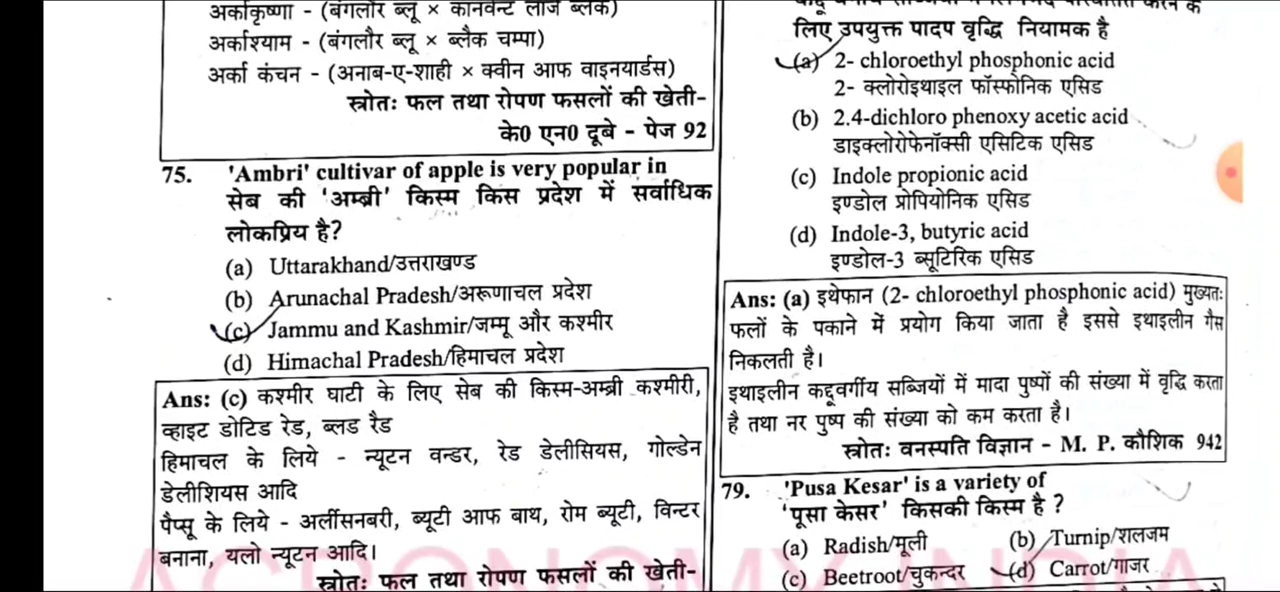 अर्काकृष्णा - (बंगलौर ब्लू × कानवेन्ट लार्ज ब्लैक)
अर्काश्याम - (बंगलौर ब्लू × ब्लैक चम्पा)
अर्का कंचन - (अनाब-ए-शाही × क्वीन आफ वाइनयार्डस)
स्त्रोतः फल तथा रोपण फसलों की खेती-
के0 एन0 दूबे - पेज 92
75. 'Ambri' cultivar of apple is very popular in
सेब की 'अम्ब्री' किस्म किस प्रदेश में सर्वाधिक
लोकप्रिय है?
(a) Uttarakhand/उत्तराखण्ड
(b) Arunachal Pradesh/अरूणाचल प्रदेश
(c) Jammu and Kashmir/जम्मू और कश्मीर
(d) Himachal Pradesh/हिमाचल प्रदेश
Ans: (c) कश्मीर घाटी के लिए सेब की किस्म-अम्ब्री कश्मीरी,
व्हाइट डोटिड रेड, ब्लड रैड
हिमाचल के लिये - न्यूटन वन्डर, रेड डेलीसियस, गोल्डेन
डेलीशियस आदि
पैप्सू के लिये - अर्लीसनबरी, ब्यूटी आफ बाथ, रोम ब्यूटी, विन्टर
बनाना, यलो न्यूटन आदि।
स्त्रोतः फल तथा रोपण फसलों की खेती-
लिए उपयुक्त पादप वृद्धि नियामक है
(a) 2- chloroethyl phosphonic acid
2- क्लोरोइथाइल फॉस्फोनिक एसिड
(b) 2.4-dichloro phenoxy acetic acid
डाइक्लोरोफेनॉक्सी एसिटिक एसिड
(c) Indole propionic acid
इण्डोल प्रोपियोनिक एसिड
(d) Indole-3, butyric acid
इण्डोल-3 ब्यूटिरिक एसिड
Ans: (a) इथेफान (2- chloroethyl phosphonic acid) मुख्यतः
फलों के पकाने में प्रयोग किया जाता है इससे इथाइलीन गैस
निकलती है।
इथाइलीन कद्दूवर्गीय सब्जियों में मादा पुष्पों की संख्या में वृद्धि करता
है तथा नर पुष्प की संख्या को कम करता है।
स्त्रोतः वनस्पति विज्ञान - M. P. कौशिक 942
79. 'Pusa Kesar' is a variety of
'पूसा केसर' किसकी किस्म है ?
(a) Radish/मूली (b) Turnip/शलजम
(c) Beetroot/चुकन्दर (d) Carrot/गाजर
AGRONOMY INDIA